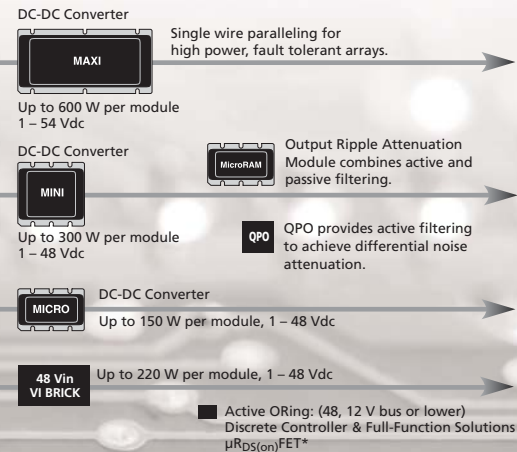 DC-DC Converter
MAXI
Single wire paralleling for
high power, fault tolerant arrays.
Up to 600 W per module
1 – 54 Vdc
DC-DC Converter
MINI
Up to 300 W per module
1 – 48 Vdc
MicroRAM
Output Ripple Attenuation
Module combines active and
passive filtering.
QPO
QPO provides active filtering
to achieve differential noise
attenuation.
MICRO
DC-DC Converter
Up to 150 W per module, 1 – 48 Vdc
48 Vin
VI BRICK
Up to 220 W per module, 1 – 48 Vdc
Active ORing: (48, 12 V bus or lower)
Discrete Controller & Full-Function Solutions
µRDS(on)FET*